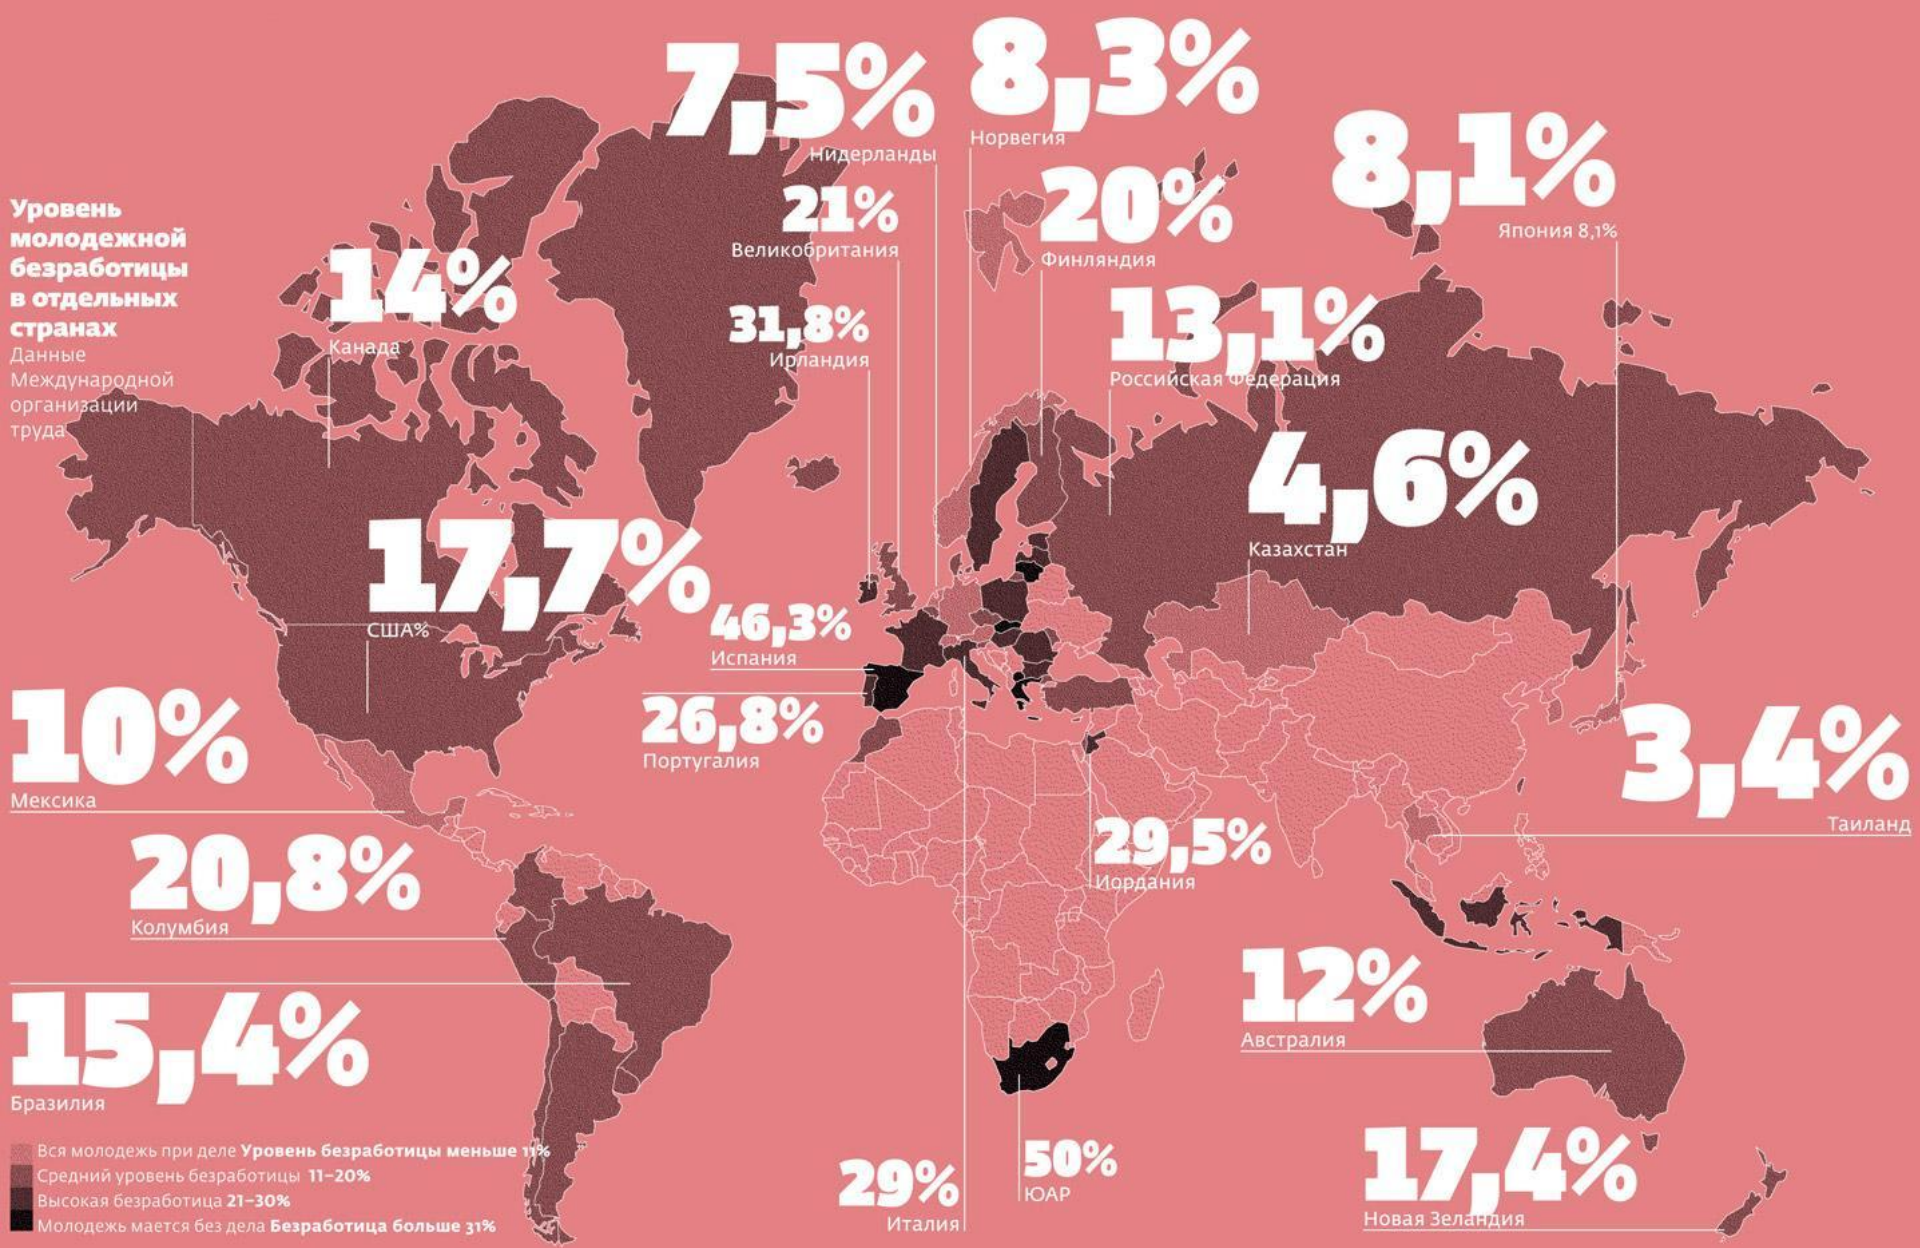 7,5%
Нидерланды
8,3%
Норвегия
8,1%
Япония 8,1%
21%
Великобритания
20%
Финляндия
Уровень
молодежной
безработицы
в отдельных
странах
Данные
Международной
организации
труда
14%
Канада
31,8%
Ирландия
13,1%
Российская Федерация
4,6%
Казахстан
17,7%
США%
46,3%
Испания
10%
Мексика
26,8%
Португалия
3,4%
Таиланд
20,8%
Колумбия
29,5%
Иордания
12%
Австралия
15,4%
Бразилия
29%
Италия
50%
ЮАР
17,4%
Новая Зеландия
Вся молодежь при деле Уровень безработицы меньше 11%
Средний уровень безработицы 11–20%
Высокая безработица 21–30%
Молодежь мается без дела Безработица больше 31%